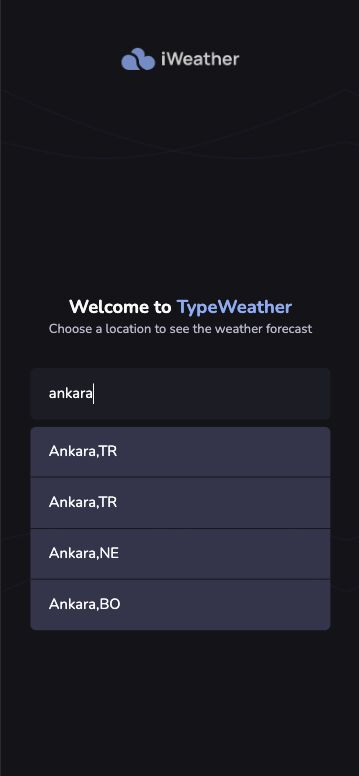 iWeather
Welcome to TypeWeather
Choose a location to see the weather forecast
ankara
Ankara,TR
Ankara,TR
Ankara,NE
Ankara,BO